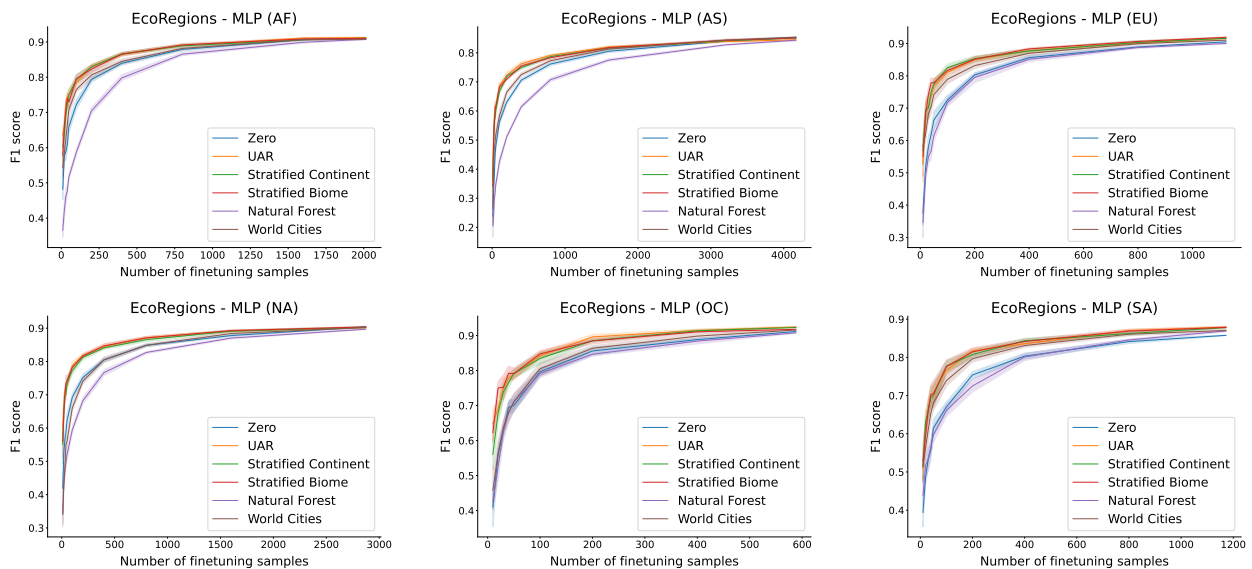 EcoRegions - MLP (AF)
F1 score
0.9
0.8
0.7
0.6
0.5
0.4
Zero
UAR
Stratified Continent
Stratified Biome
Natural Forest
World Cities
0 250 500 750 1000 1250 1500 1750 2000
Number of finetuning samples
EcoRegions - MLP (AS)
F1 score
0.8
0.7
0.6
0.5
0.4
0.3
0.2
Zero
UAR
Stratified Continent
Stratified Biome
Natural Forest
World Cities
0 1000 2000 3000 4000
Number of finetuning samples
EcoRegions - MLP (EU)
F1 score
0.9
0.8
0.7
0.6
0.5
0.4
0.3
Zero
UAR
Stratified Continent
Stratified Biome
Natural Forest
World Cities
0 200 400 600 800 1000
Number of finetuning samples
EcoRegions - MLP (NA)
F1 score
0.9
0.8
0.7
0.6
0.5
0.4
0.3
Zero
UAR
Stratified Continent
Stratified Biome
Natural Forest
World Cities
0 500 1000 1500 2000 2500 3000
Number of finetuning samples
EcoRegions - MLP (OC)
F1 score
0.9
0.8
0.7
0.6
0.5
0.4
Zero
UAR
Stratified Continent
Stratified Biome
Natural Forest
World Cities
0 100 200 300 400 500 600
Number of finetuning samples
EcoRegions - MLP (SA)
F1 score
0.9
0.8
0.7
0.6
0.5
0.4
Zero
UAR
Stratified Continent
Stratified Biome
Natural Forest
World Cities
0 200 400 600 800 1000 1200
Number of finetuning samples